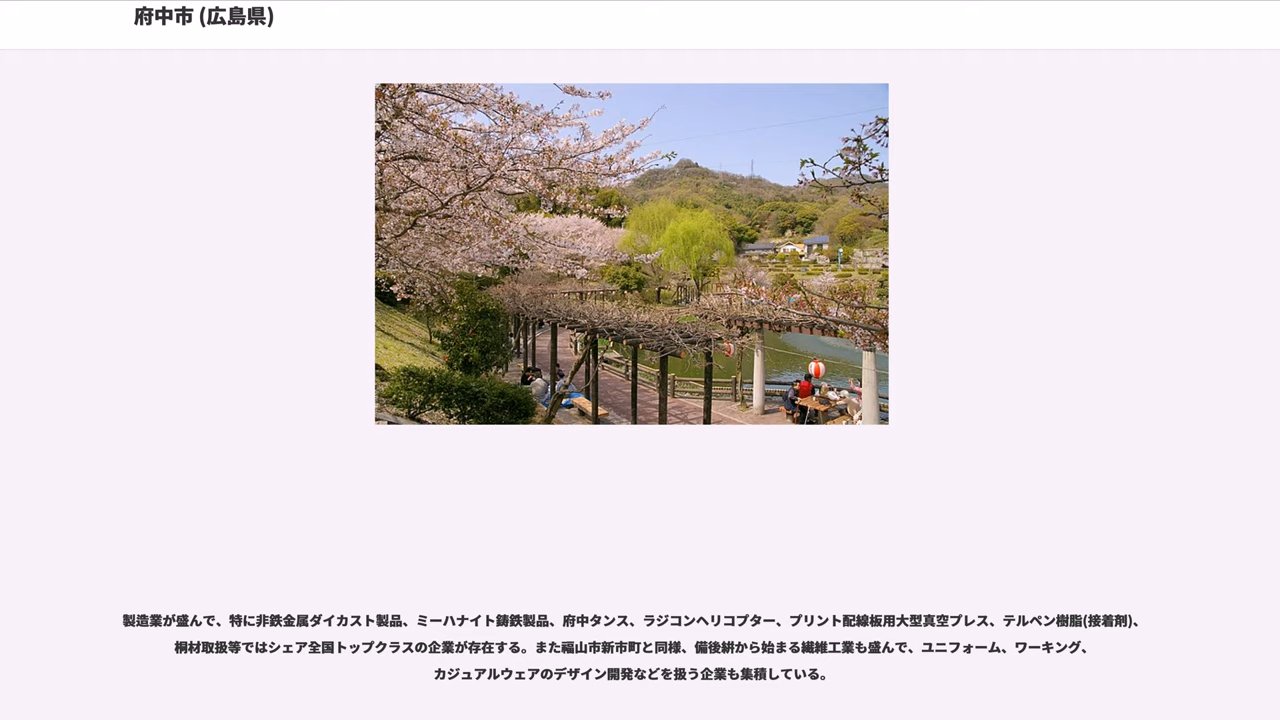 府中市 (広島県)
製造業が盛んで、特に非鉄金属ダイカスト製品、ミーハナイト鋳鉄製品、府中タンス、ラジコンヘリコプター、プリント配線板用大型真空プレス、テルペン樹脂(接着剤)、
桐材取扱等ではシェア全国トップクラスの企業が存在する。また福山市新市町と同様、備後絣から始まる繊維工業も盛んで、ユニフォーム、ワーキング、
カジュアルウェアのデザイン開発などを扱う企業も集積している。